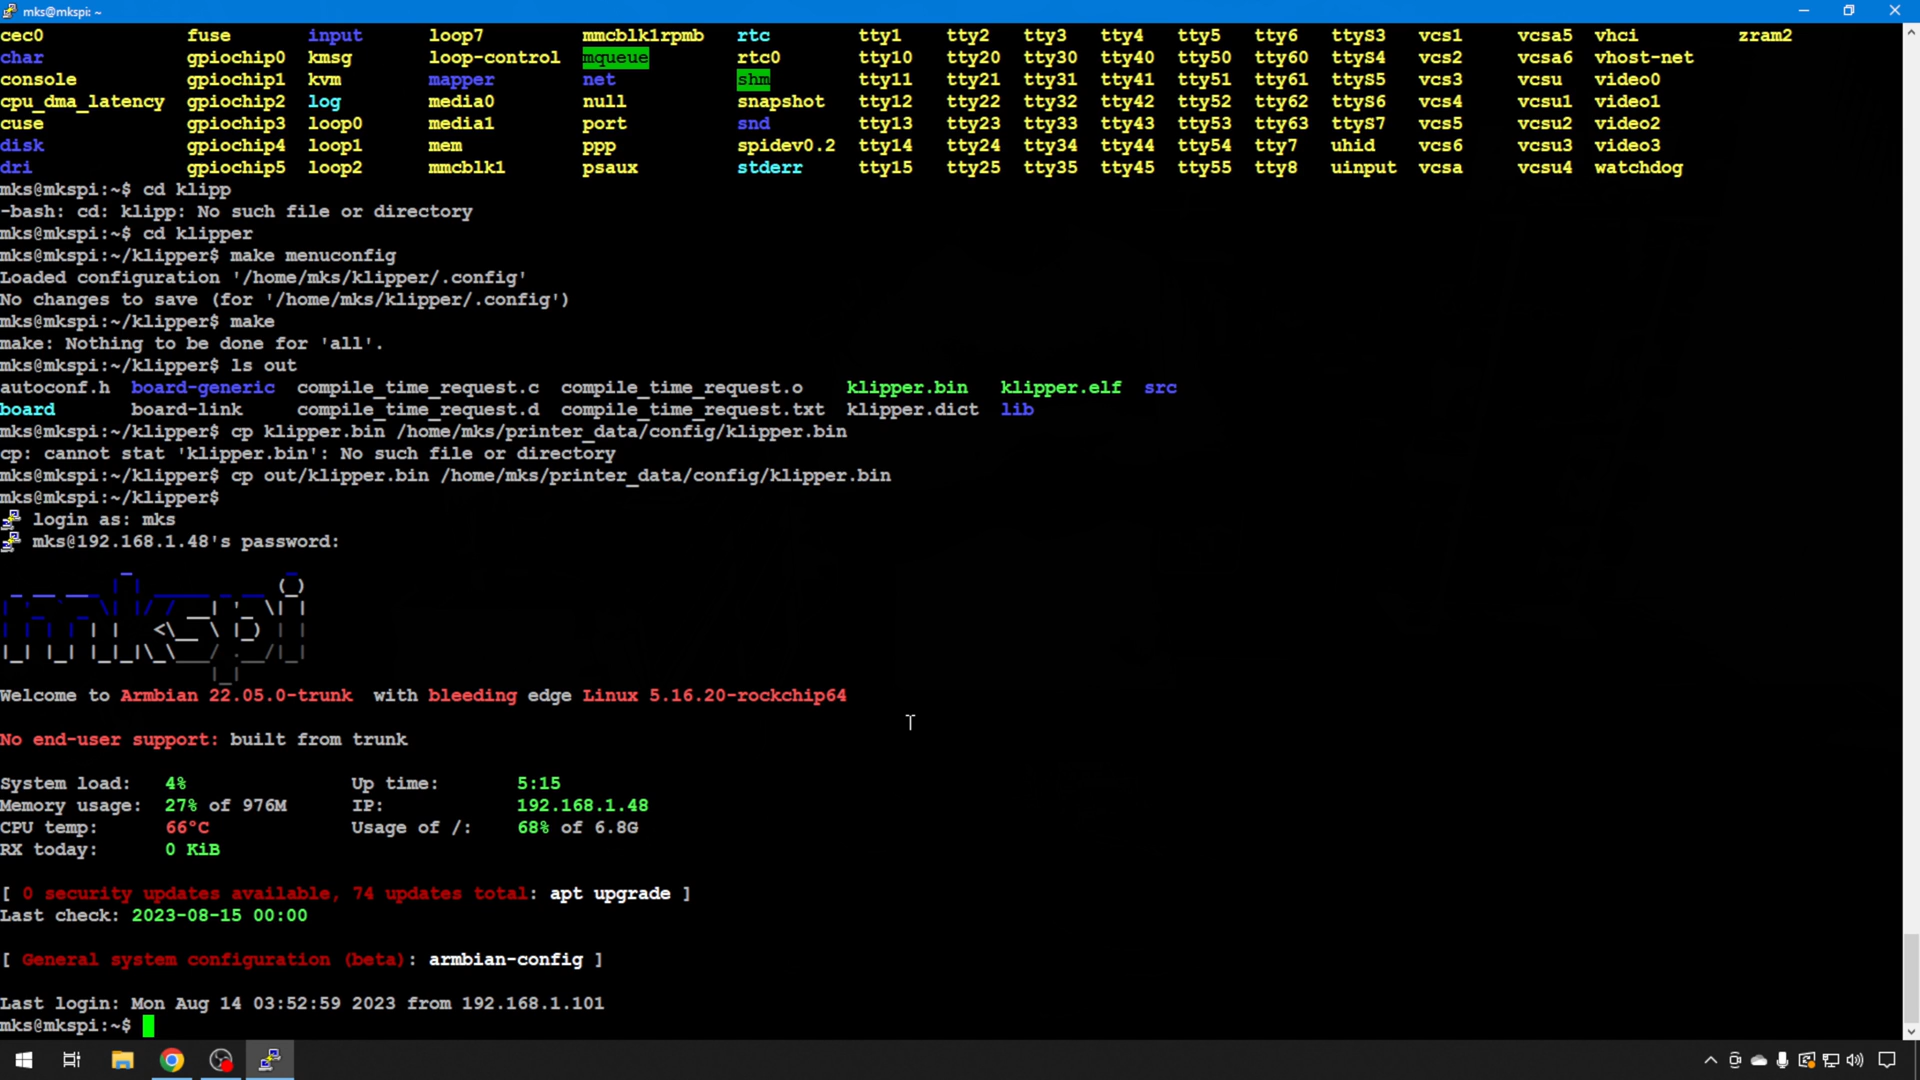 mks@mkspi: ~
cec0 fuse input loop7 mmcblk1rpmb rtc tty1 tty2 tty3 tty4 tty5 tty6 ttyS3 vcs1 vcsa5 vhci zram2
char gpiochip0 kmsg loop-control mqueue rtc0 tty10 tty20 tty30 tty40 tty50 tty60 ttyS4 vcs2 vcsa6 vhost-net
console gpiochip1 kvm mapper net shm tty11 tty21 tty31 tty41 tty51 tty61 ttyS5 vcs3 vcsu video0
cpu_dma_latency gpiochip2 log media0 null snapshot tty12 tty22 tty32 tty42 tty52 tty62 ttyS6 vcs4 vcsu1 video1
cuse gpiochip3 loop0 media1 port snd tty13 tty23 tty33 tty43 tty53 tty63 ttyS7 vcs5 vcsu2 video2
disk gpiochip4 loop1 mem ppp spidev0.2 tty14 tty24 tty34 tty44 tty54 tty7 uhid vcs6 vcsu3 video3
dri gpiochip5 loop2 mmcblk1 psaux stderr tty15 tty25 tty35 tty45 tty55 tty8 uinput vcsa vcsu4 watchdog
mks@mkspi:~$ cd klipp
-bash: cd: klipp: No such file or directory
mks@mkspi:~$ cd klipper
mks@mkspi:~/klipper$ make menuconfig
Loaded configuration '/home/mks/klipper/.config'
No changes to save (for '/home/mks/klipper/.config')
mks@mkspi:~/klipper$ make
make: Nothing to be done for 'all'.
mks@mkspi:~/klipper$ ls out
autoconf.h board-generic compile_time_request.c compile_time_request.o klipper.bin klipper.elf src
board board-link compile_time_request.d compile_time_request.txt klipper.dict lib
mks@mkspi:~/klipper$ cp klipper.bin /home/mks/printer_data/config/klipper.bin
cp: cannot stat 'klipper.bin': No such file or directory
mks@mkspi:~/klipper$ cp out/klipper.bin /home/mks/printer_data/config/klipper.bin
mks@mkspi:~/klipper$
login as: mks
mks@192.168.1.48's password:
mkspi
Welcome to Armbian 22.05.0-trunk with bleeding edge Linux 5.16.20-rockchip64
No end-user support: built from trunk
System load: 4% Up time: 5:15
Memory usage: 27% of 976M IP: 192.168.1.48
CPU temp: 66°C Usage of /: 68% of 6.8G
RX today: 0 KiB
[ 0 security updates available, 74 updates total: apt upgrade ]
Last check: 2023-08-15 00:00
[ General system configuration (beta): armbian-config ]
Last login: Mon Aug 14 03:52:59 2023 from 192.168.1.101
mks@mkspi:~$